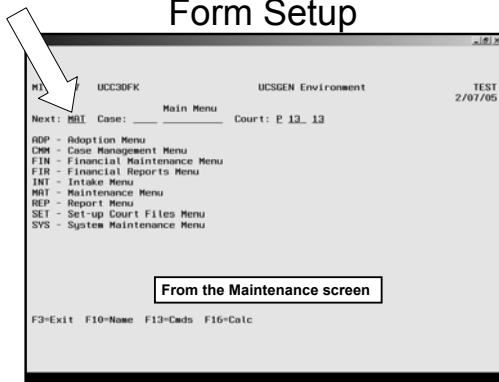 Form Setup
UCC3DFK UCSGEN Environment TEST
2/07/05
Main Menu
Next: MAT Case: ____ __________ Court: P 13 13
ADP - Adoption Menu
CMM - Case Management Menu
FIN - Financial Maintenance Menu
FIR - Financial Reports Menu
INT - Intake Menu
MAT - Maintenance Menu
REP - Report Menu
SET - Set-up Court Files Menu
SYS - System Maintenance Menu
From the Maintenance screen
F3=Exit F10=Name F13=Cmds F16=Calc